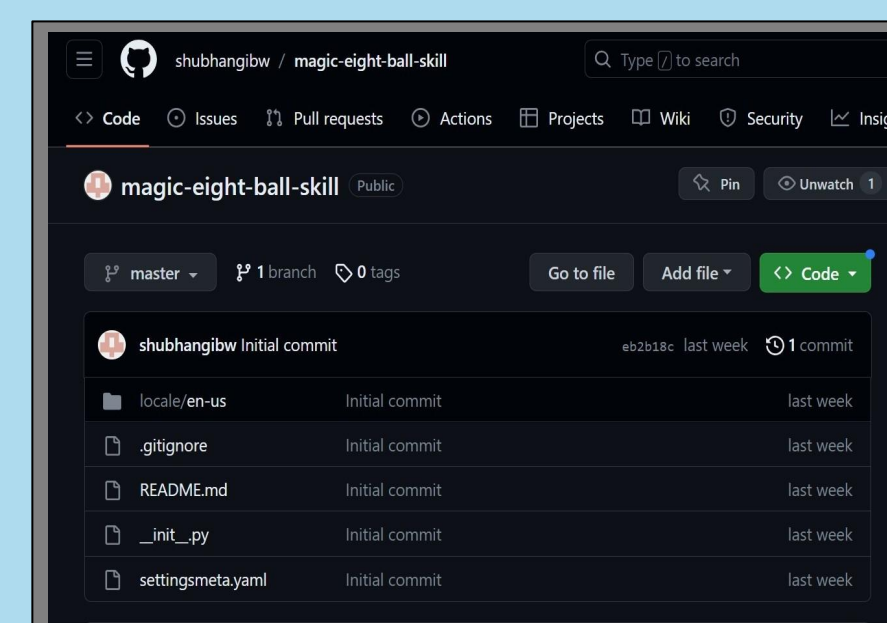 shubhangibw / magic-eight-ball-skill Type / to search
Code Issues Pull requests Actions Projects Wiki Security
magic-eight-ball-skill Public Pin Unwatch 1
master 1 branch 0 tags Go to file Add file Code
shubhangibw Initial commit eb2b18c last week 1 commit
locale/en-us Initial commit last week
.gitignore Initial commit last week
README.md Initial commit last week
__init__.py Initial commit last week
settingsmeta.yaml Initial commit last week